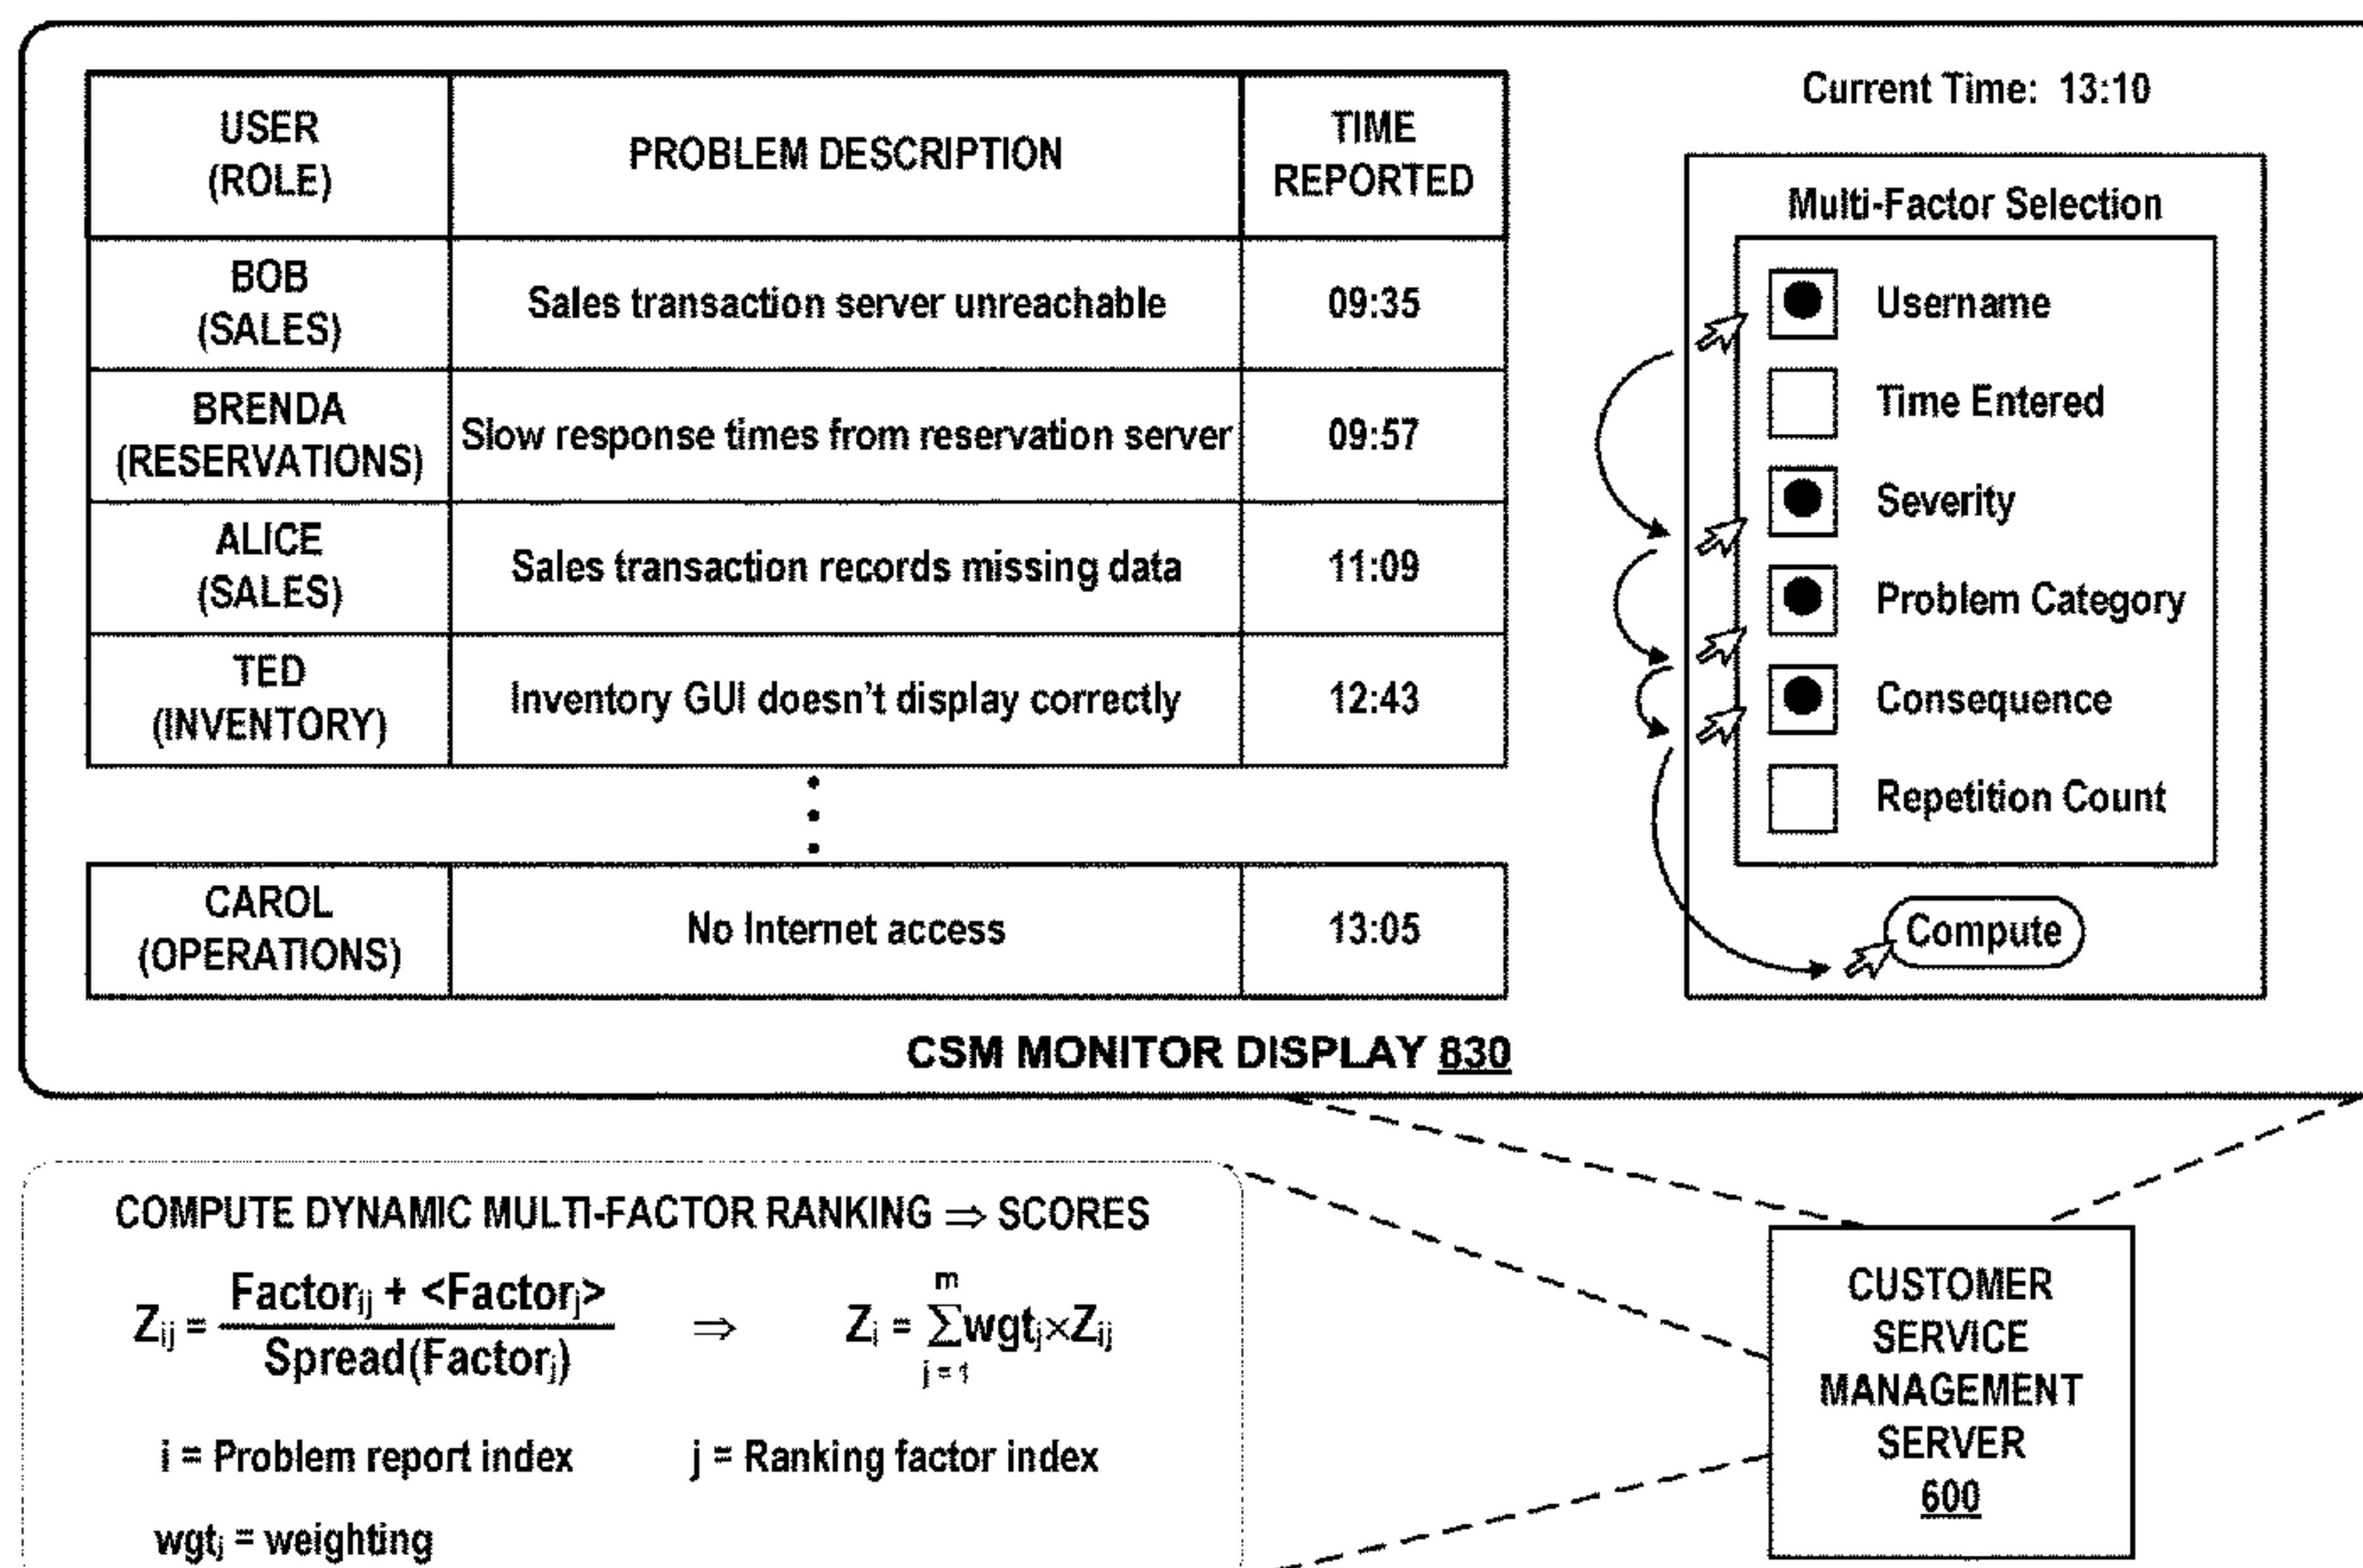 USER
(ROLE)
PROBLEM DESCRIPTION
TIME
REPORTED
BOB
(SALES)
Sales transaction server unreachable
09:35
BRENDA
(RESERVATIONS)
Slow response times from reservation server
09:57
ALICE
(SALES)
Sales transaction records missing data
11:09
TED
(INVENTORY)
Inventory GUI doesn't display correctly
12:43
CAROL
(OPERATIONS)
No Internet access
13:05
Current Time: 13:10
Multi-Factor Selection
Username
Time Entered
Severity
Problem Category
Consequence
Repetition Count
Compute
CSM MONITOR DISPLAY 830
COMPUTE DYNAMIC MULTI-FACTOR RANKING ⇒ SCORES
Zij = Factorij + <Factorj> / Spread(Factorj) ⇒ Zi = m ∑ j = 1 wgtj×Zij
i = Problem report index
j = Ranking factor index
wgtj = weighting
CUSTOMER
SERVICE
MANAGEMENT
SERVER
600